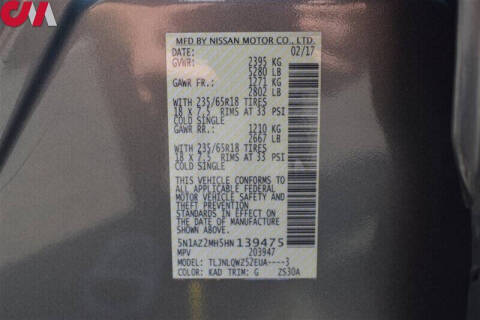 CM
MFD BY NISSAN MOTOR CO., LTD.
DATE: 02/17
GVWR: 2395 KG
5280 LB
GAWR FR.: 1271 KG
2802 LB
WITH 235/65R18 TIRES
18 X 7.5 RIMS AT 33 PSI
COLD SINGLE
GAWR RR.: 1210 KG
2667 LB
WITH 235/65R18 TIRES
18 X 7.5 RIMS AT 33 PSI
COLD SINGLE
THIS VEHICLE CONFORMS TO
ALL APPLICABLE FEDERAL
MOTOR VEHICLE SAFETY AND
THEFT PREVENTION
STANDARDS IN EFFECT ON
THE DATE OF MANUFACTURE
SHOWN ABOVE.
5N1AZ2MH5HN139475
MPV 203947
MODEL: TLJNLQWZ52EUA----3
COLOR: KAD TRIM: G ZS30A